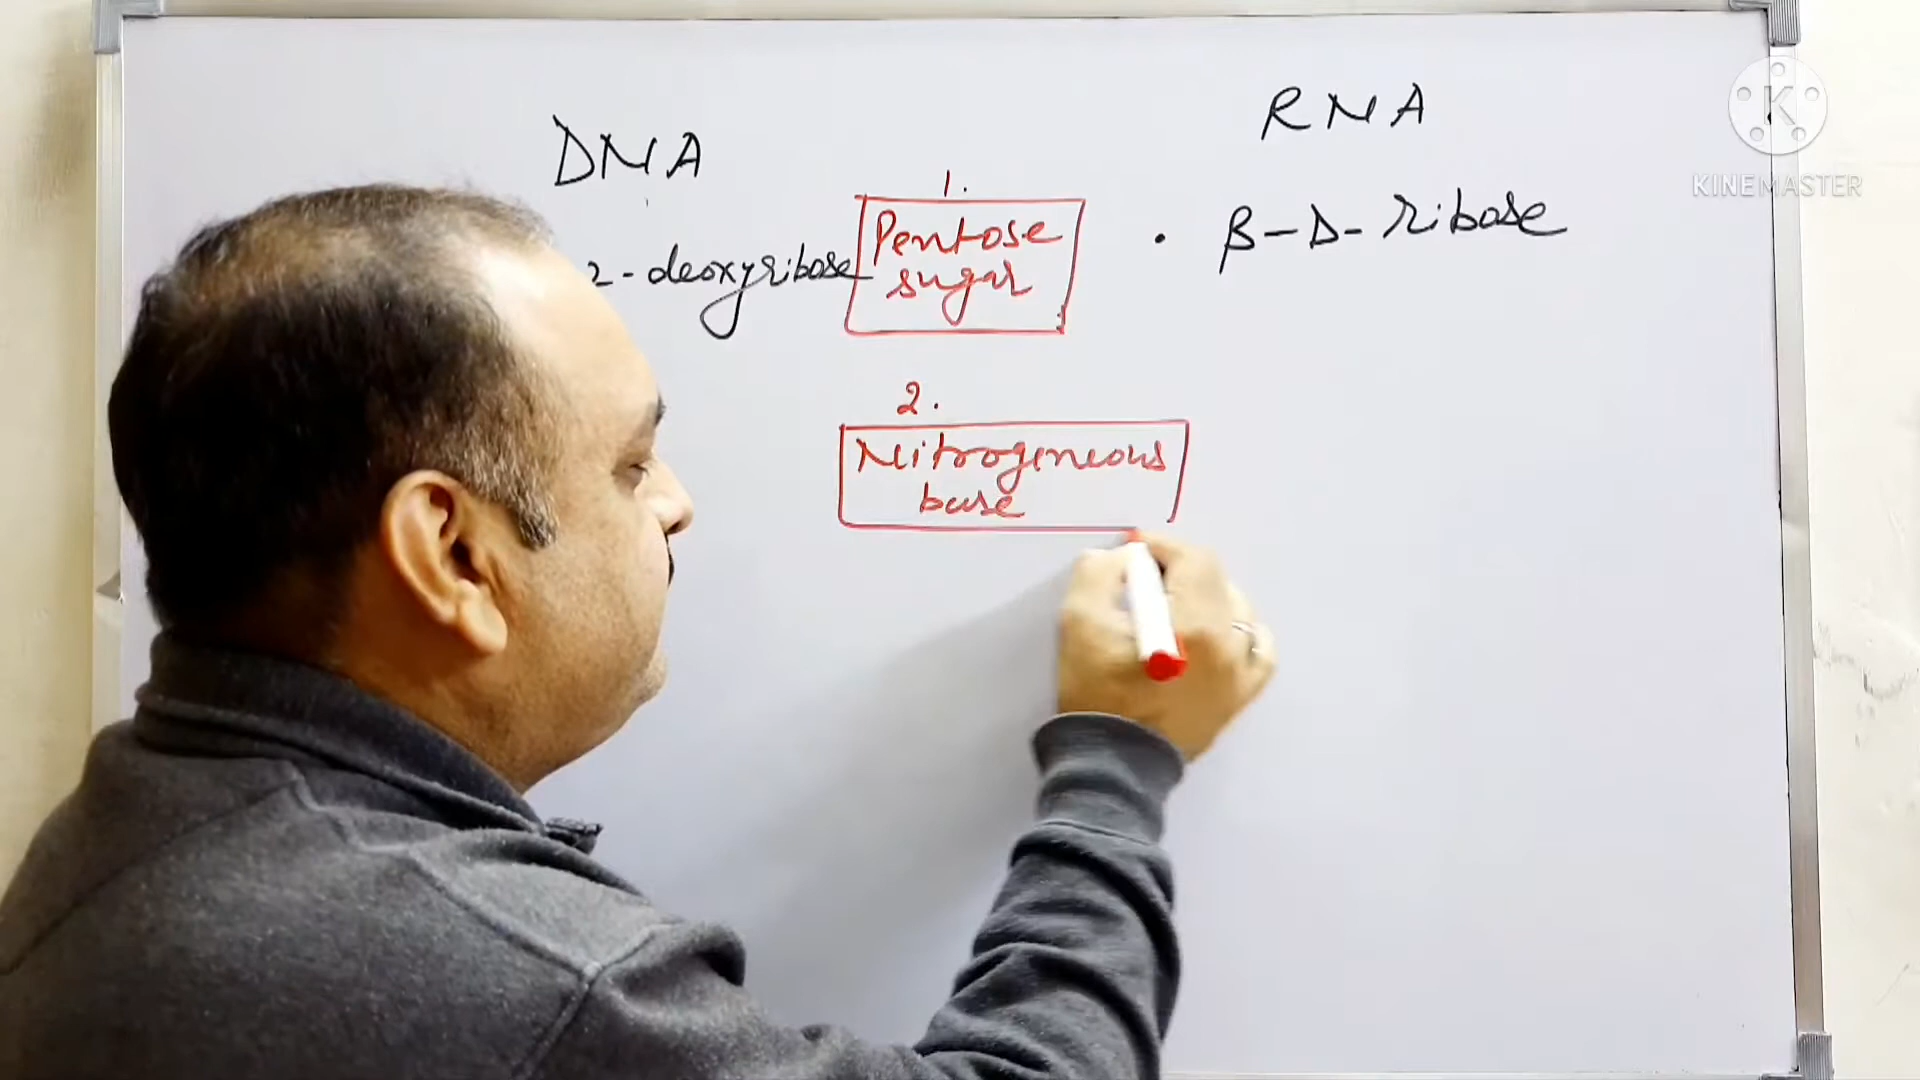 DNA
RNA
1.
Pentose
sugar
2-deoxyribose
. β-D-ribose
2.
Nitrogeneous
base
K
KINEMASTER